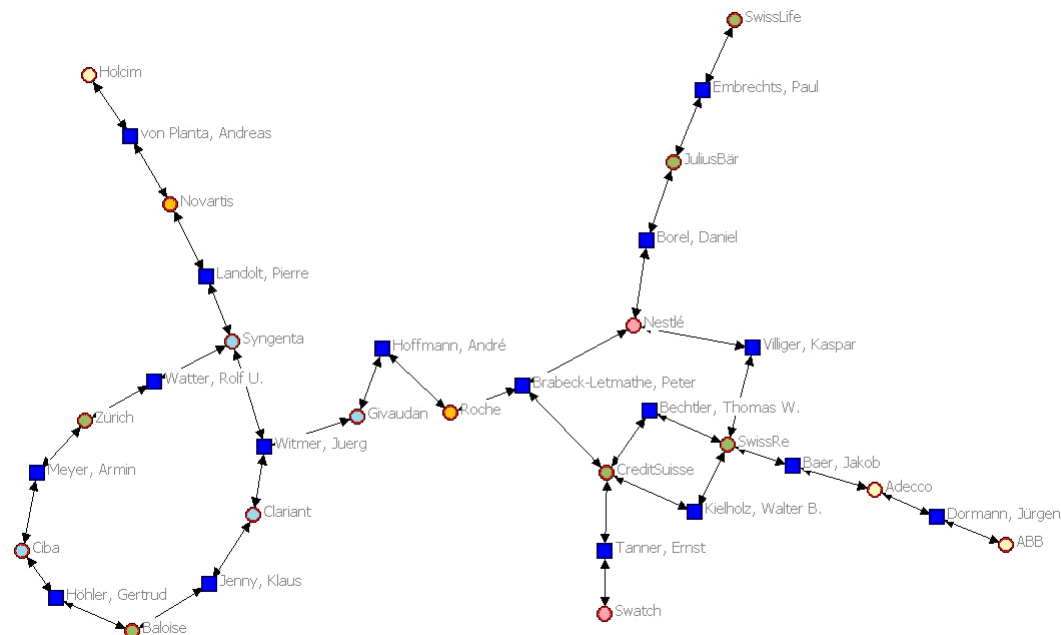 SwissLife
Holcim
Embrechts, Paul
von Planta, Andreas
JuliusBär
Novartis
Borel, Daniel
Landolt, Pierre
Nestlé
Syngenta
Hoffmann, André
Villiger, Kaspar
Watter, Rolf U.
Brabeck-Letmathe, Peter
Zürich
Givaudan
Roche
Bechtler, Thomas W.
Witmer, Juerg
SwissRe
Meyer, Armin
CreditSuisse
Baer, Jakob
Adecco
Clariant
Kielholz, Walter B.
Dormann, Jürgen
Ciba
Tanner, Ernst
ABB
Jenny, Klaus
Höhler, Gertrud
Swatch
Baloise